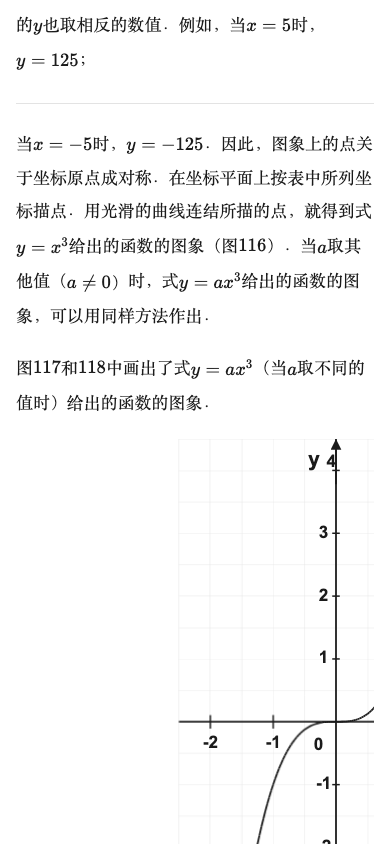 的y也取相反的数值．例如，当x = 5时，
y = 125；
当x = −5时，y = −125．因此，图象上的点关
于坐标原点成对称．在坐标平面上按表中所列坐
标描点．用光滑的曲线连结所描的点，就得到式
y = x³给出的函数的图象（图116）．当a取其
他值（a ≠ 0）时，式y = ax³给出的函数的图
象，可以用同样方法作出．
图117和118中画出了式y = ax³（当a取不同的
值时）给出的函数的图象．
y 4
3
2
1
-2 -1 0
-1